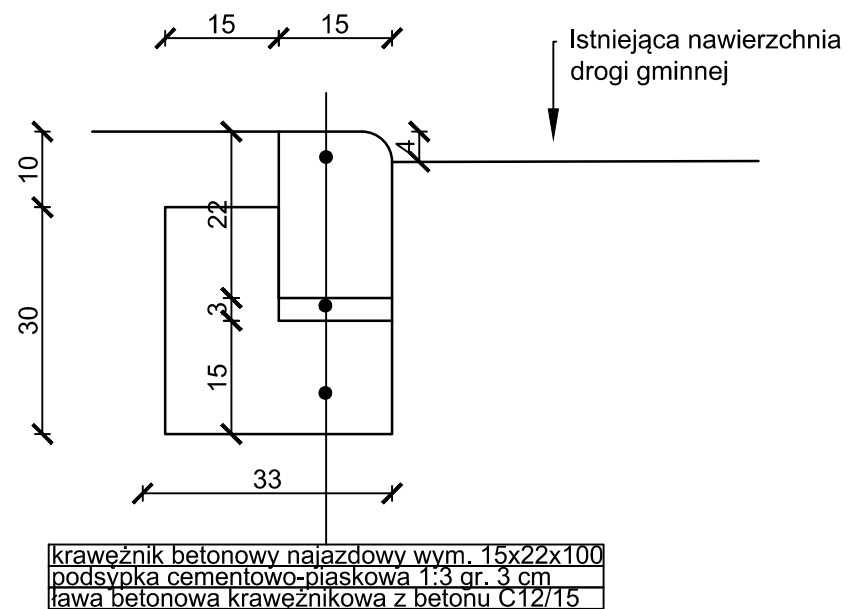 15
15
Istniejąca nawierzchnia
drogi gminnej
10
4
22
30
3
15
33
krawężnik betonowy najazdowy wym. 15x22x100
podsypka cementowo-piaskowa 1:3 gr. 3 cm
ława betonowa krawężnikowa z betonu C12/15